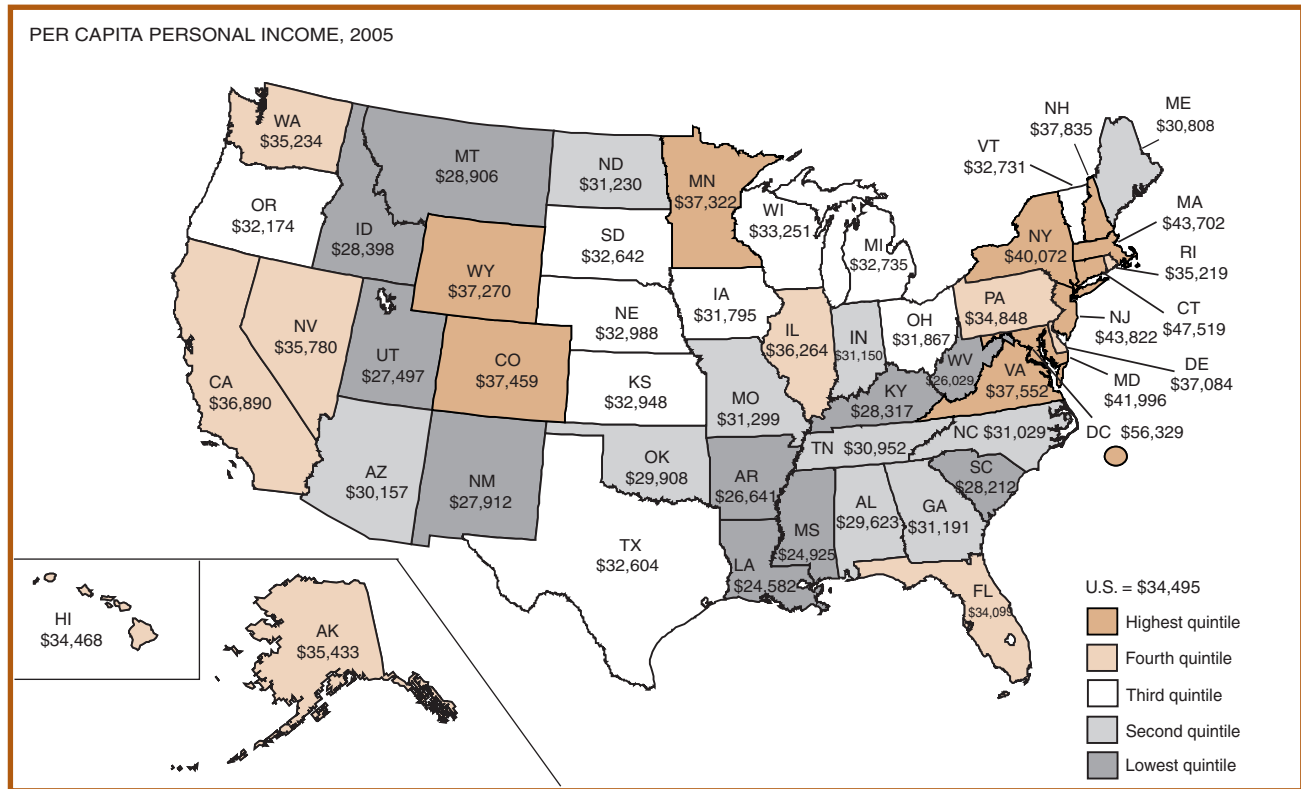 PER CAPITA PERSONAL INCOME, 2005
WA
$35,234
OR
$32,174
CA
$36,890
NV
$35,780
ID
$28,398
MT
$28,906
WY
$37,270
UT
$27,497
CO
$37,459
AZ
$30,157
NM
$27,912
ND
$31,230
SD
$32,642
NE
$32,988
KS
$32,948
OK
$29,908
TX
$32,604
MN
$37,322
IA
$31,795
MO
$31,299
AR
$26,641
LA
$24,582
WI
$33,251
IL
$36,264
MI
$32,735
IN
$31,150
OH
$31,867
KY
$28,317
TN $30,952
MS
$24,925
AL
$29,623
GA
$31,191
FL
$34,099
SC
$28,212
NC $31,029
VA
$37,552
WV
$26,029
PA
$34,848
NY
$40,072
VT
$32,731
NH
$37,835
ME
$30,808
MA
$43,702
RI
$35,219
CT
$47,519
NJ
$43,822
DE
$37,084
MD
$41,996
DC $56,329
HI
$34,468
AK
$35,433
U.S. = $34,495
Highest quintile
Fourth quintile
Third quintile
Second quintile
Lowest quintile